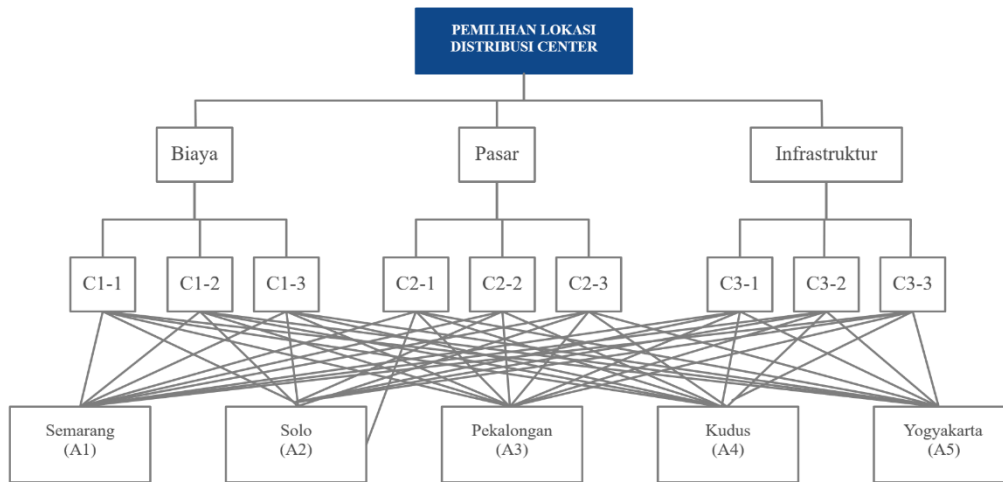 PEMILIHAN LOKASI
DISTRIBUSI CENTER
Biaya
Pasar
Infrastruktur
C1-1
C1-2
C1-3
C2-1
C2-2
C2-3
C3-1
C3-2
C3-3
Semarang
(A1)
Solo
(A2)
Pekalongan
(A3)
Kudus
(A4)
Yogyakarta
(A5)